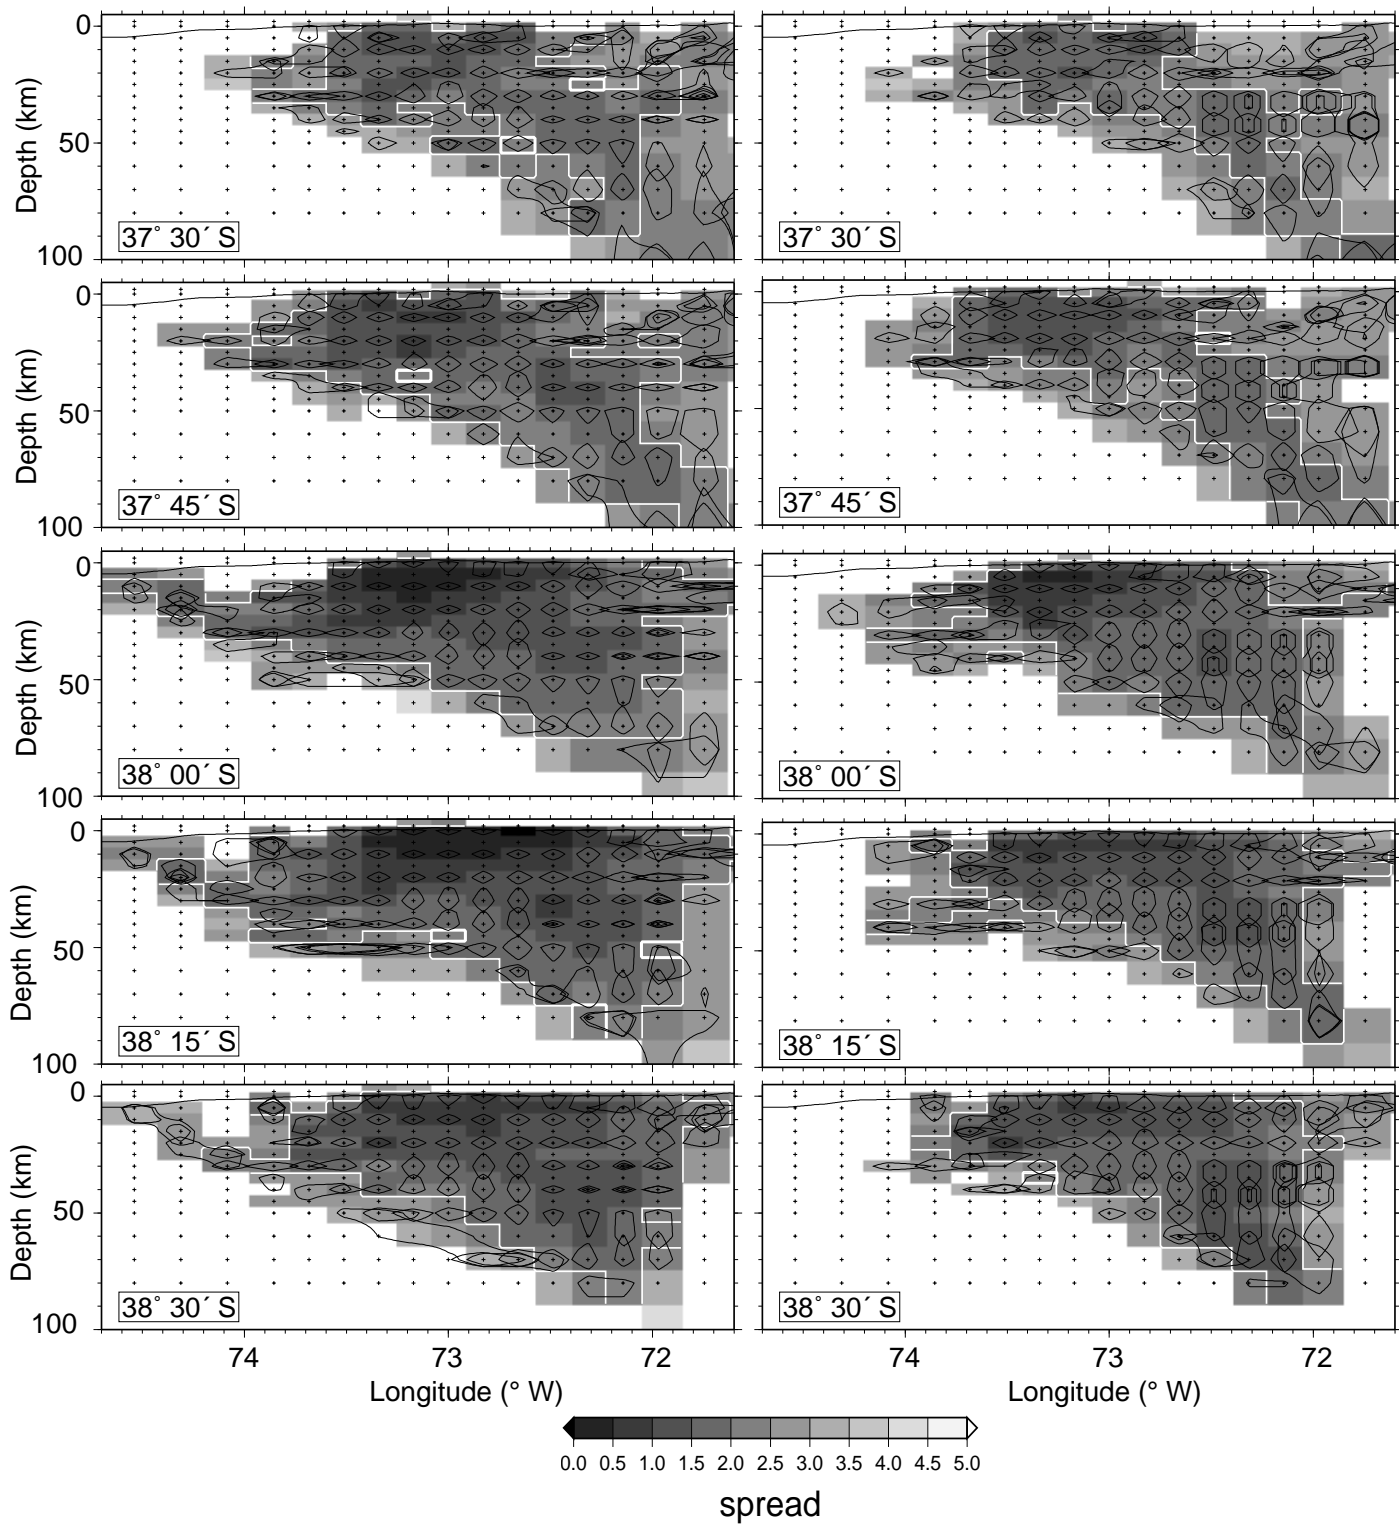 0
50
100
Depth (km)
37° 30´ S
37° 30´ S
0
50
100
Depth (km)
37° 45´ S
37° 45´ S
0
50
100
Depth (km)
38° 00´ S
38° 00´ S
0
50
100
Depth (km)
38° 15´ S
38° 15´ S
0
50
100
Depth (km)
38° 30´ S
38° 30´ S
74 73 72
74 73 72
Longitude (° W)
Longitude (° W)
0.0 0.5 1.0 1.5 2.0 2.5 3.0 3.5 4.0 4.5 5.0
spread